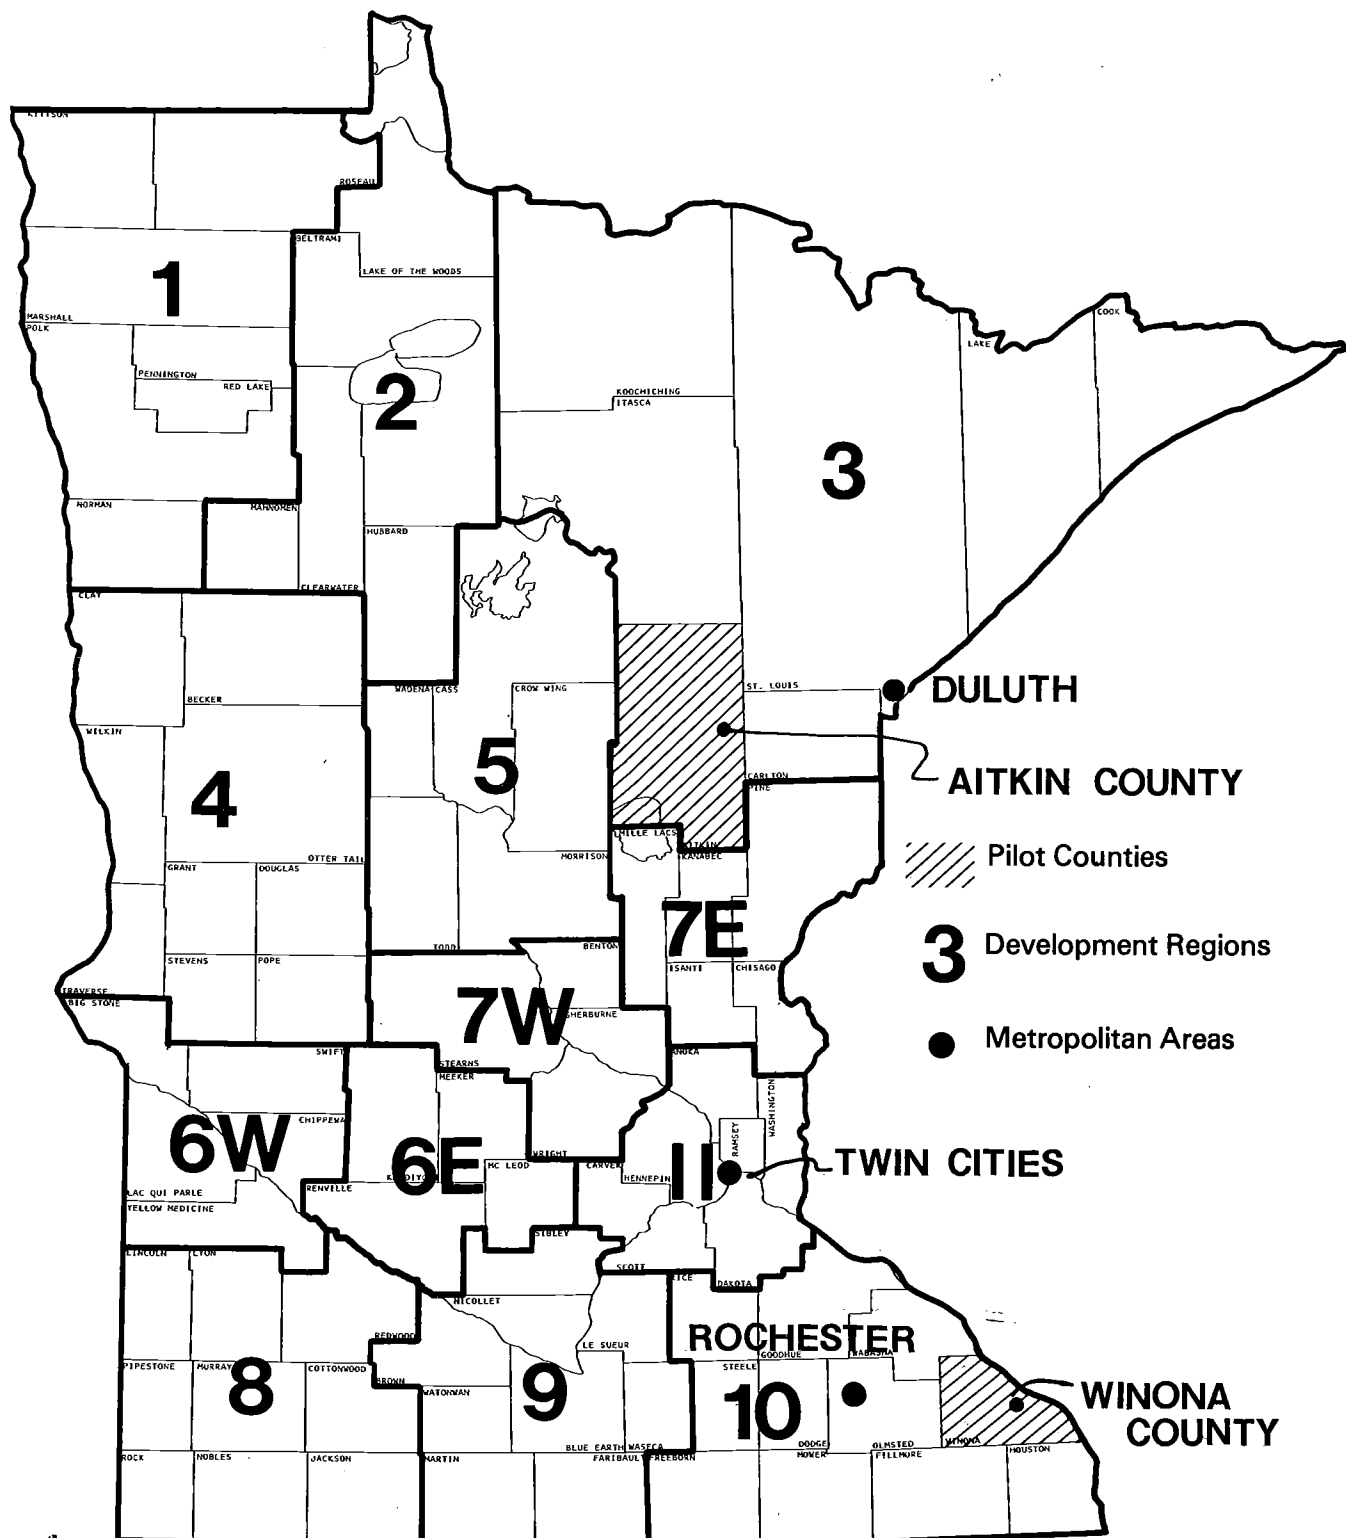 KITTSON
ROSEAU
BELTRAMI
LAKE OF THE WOODS
1
MARSHALL
POLK
COOK
LAKE
PENNINGTON
RED LAKE
2
KOOCHICHING
ITASCA
3
NORMAN
MAHNOMEN
HUBBARD
CLEARWATER
CLAY
WADENA CASS
CROW WING
ST. LOUIS
DULUTH
BECKER
WILKIN
5
4
CARLTON
PINE
AITKIN COUNTY
MILLE LACS
AITKIN
KANABEC
OTTER TAIL
GRANT
DOUGLAS
MORRISON
Pilot Counties
7E
TODD
BENTON
3 Development Regions
STEVENS
POPE
ISANTI
CHISAGO
TRAVERSE
BIG STONE
7W
SHERBURNE
Metropolitan Areas
SWIFT
STEARNS
MEEKER
ANOKA
WASHINGTON
CHIPPEWA
6W
6E
RAMSEY
WRIGHT
MC LEOD
CARVER
HENNEPIN
11
TWIN CITIES
LAC QUI PARLE
YELLOW MEDICINE
RENVILLE
SIBLEY
LINCOLN
LYON
SCOTT
RICE
DAKOTA
NICOLLET
REDWOOD
LE SUEUR
ROCHESTER
GOODHUE
WABASHA
PIPESTONE
MURRAY
COTTONWOOD
STEELE
8
BROWN
WATONWAN
9
10
WINONA
COUNTY
BLUE EARTH
WASECA
DODGE
OLMSTED
WINONA
HOUSTON
ROCK
NOBLES
JACKSON
MARTIN
FARIBAULT
FREEBORN
MOWER
FILLMORE